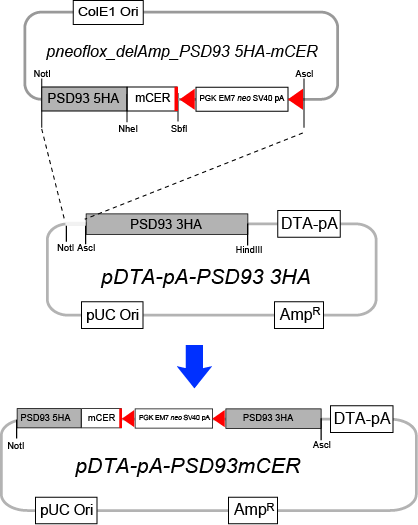 ColE1 Ori
pneoflox_delAmp_PSD93 5HA-mCER
NotI
AscI
PSD93 5HA
mCER
PGK EM7 neo SV40 pA
NheI
SbfI
PSD93 3HA
DTA-pA
NotI AscI
HindIII
pDTA-pA-PSD93 3HA
pUC Ori
AmpR
PSD93 5HA
mCER
PGK EM7 neo SV40 pA
PSD93 3HA
DTA-pA
NotI
AscI
pDTA-pA-PSD93mCER
pUC Ori
AmpR